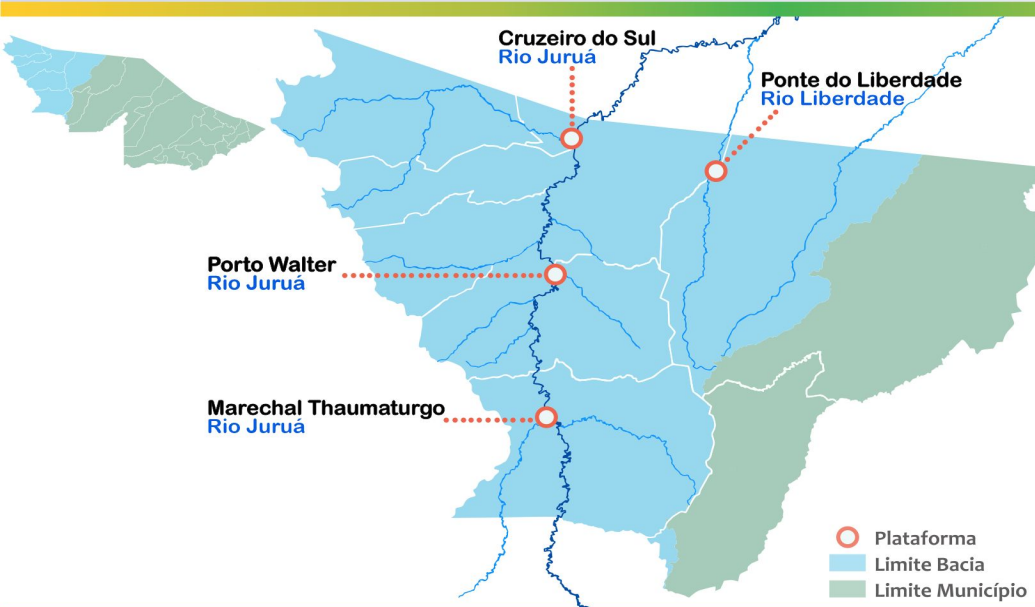 Cruzeiro do Sul
Rio Juruá
Ponte do Liberdade
Rio Liberdade
Porto Walter
Rio Juruá
Marechal Thaumaturgo
Rio Juruá
Plataforma
Limite Bacia
Limite Município